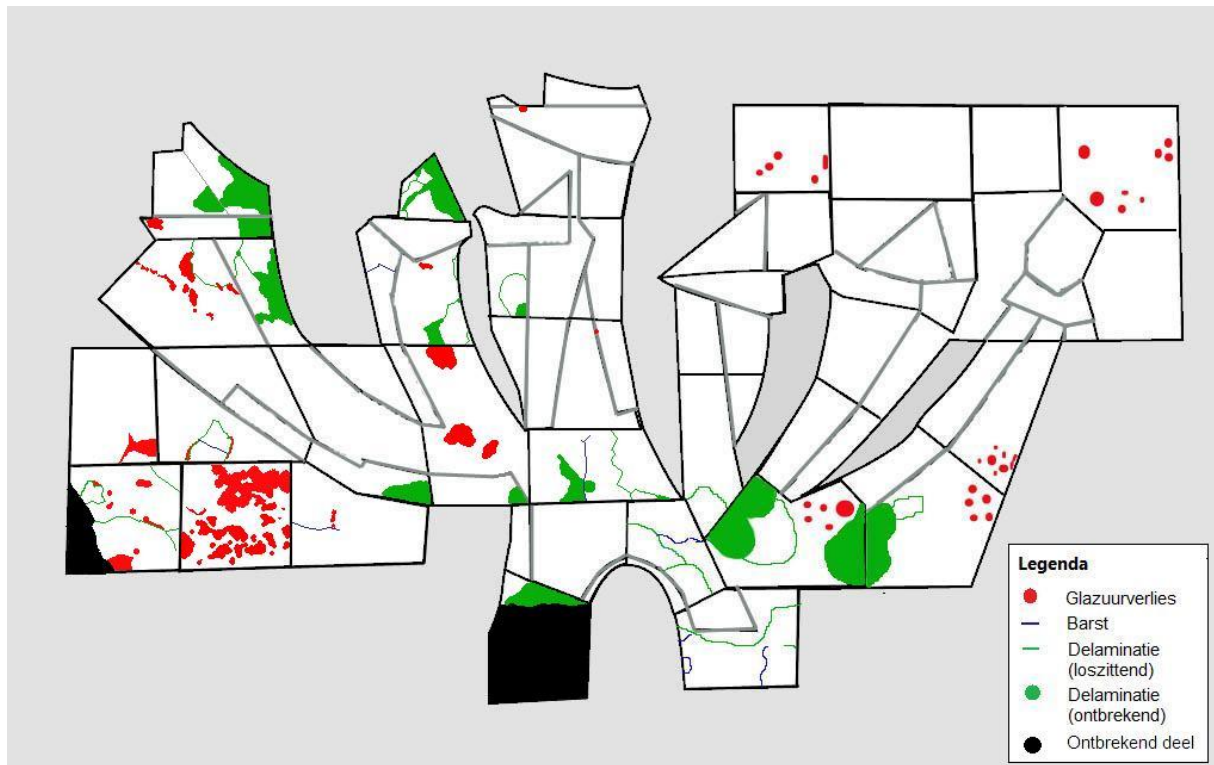 Legenda
Glazuurverlies
Barst
Delaminatie
(loszittend)
Delaminatie
(ontbrekend)
Ontbrekend deel